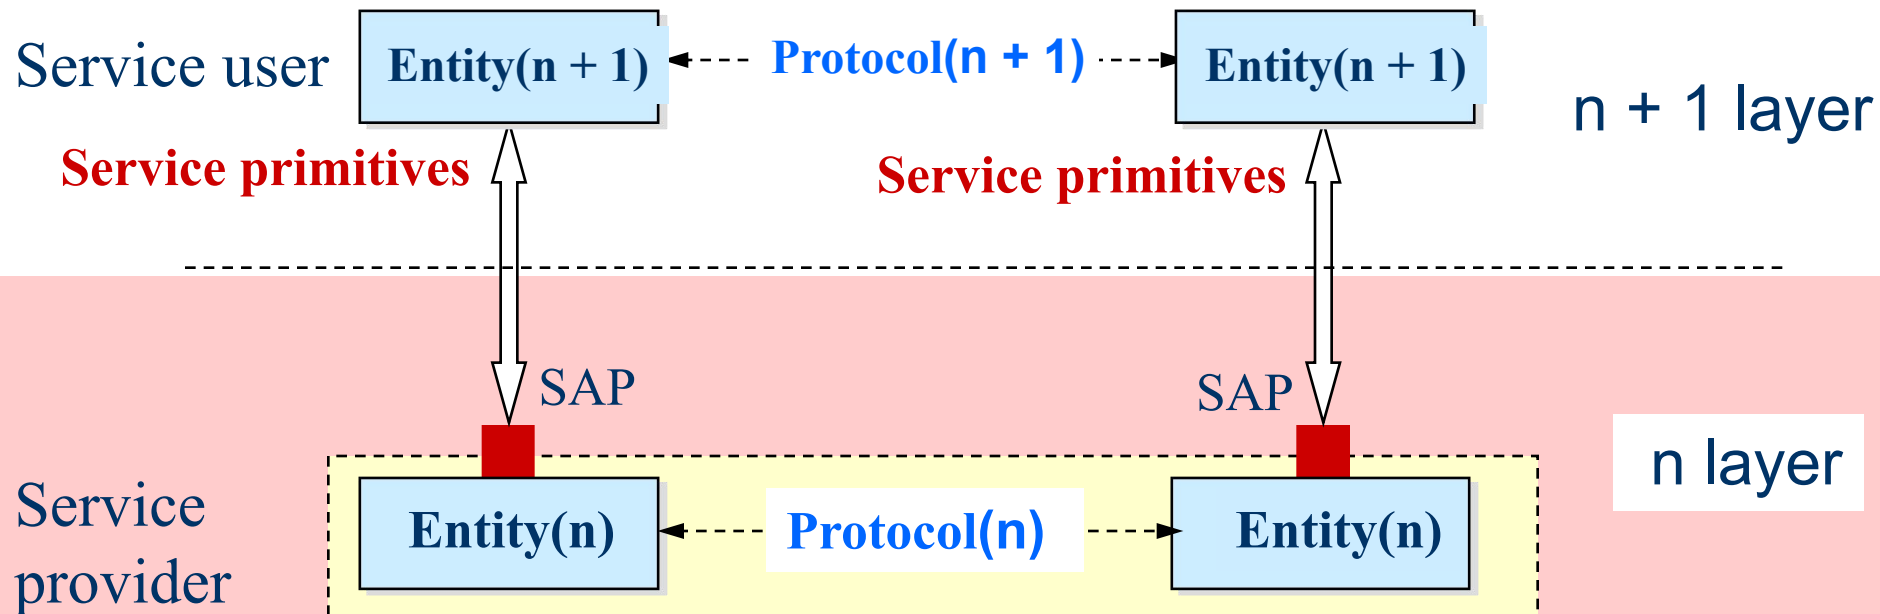 Service user
Entity(n + 1)
Protocol(n + 1)
Entity(n + 1)
n + 1 layer
Service primitives
Service primitives
SAP
SAP
n layer
Service
provider
Entity(n)
Protocol(n)
Entity(n)